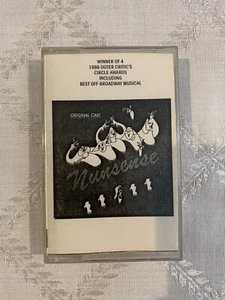 WINNER OF 4
1986 OUTER CRITIC'S
CIRCLE AWARDS
INCLUDING
BEST OFF-BROADWAY MUSICAL
ORIGINAL CAST
Nunsense